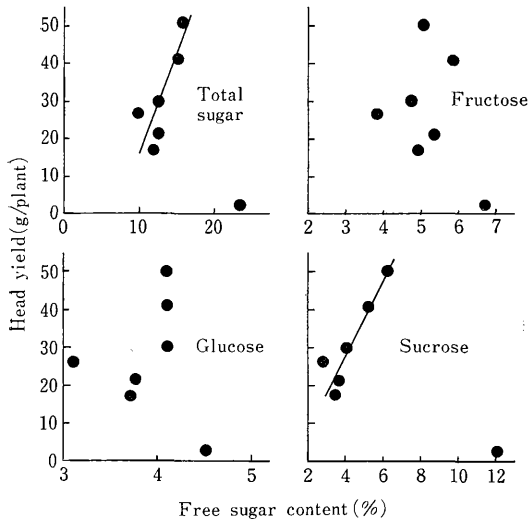 Head yield(g/plant)
50
40
30
20
10
0
0 10 20
Total
sugar
2 3 4 5 6 7
Fructose
50
40
30
20
10
0
3 4 5
Glucose
2 4 6 8 10 12
Sucrose
Free sugar content(%)